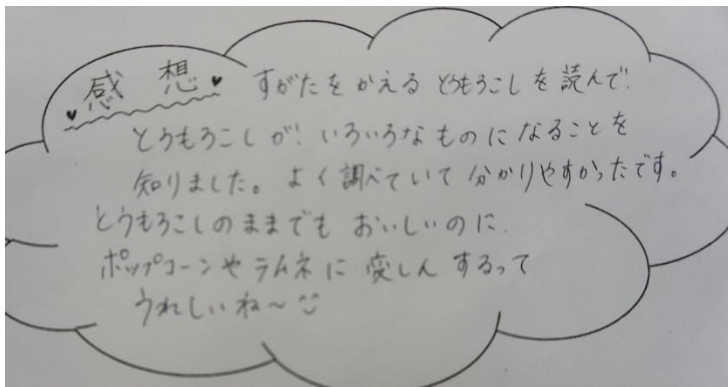 感想 すがたをかえるとうもろこしを読んで
とうもろこしが、いろいろなものになることを
知りました。よく調べていて分かりやすかったです。
とうもろこしのままでもおいしいのに、
ポップコーンやラムネに変しんするって
うれしいね〜